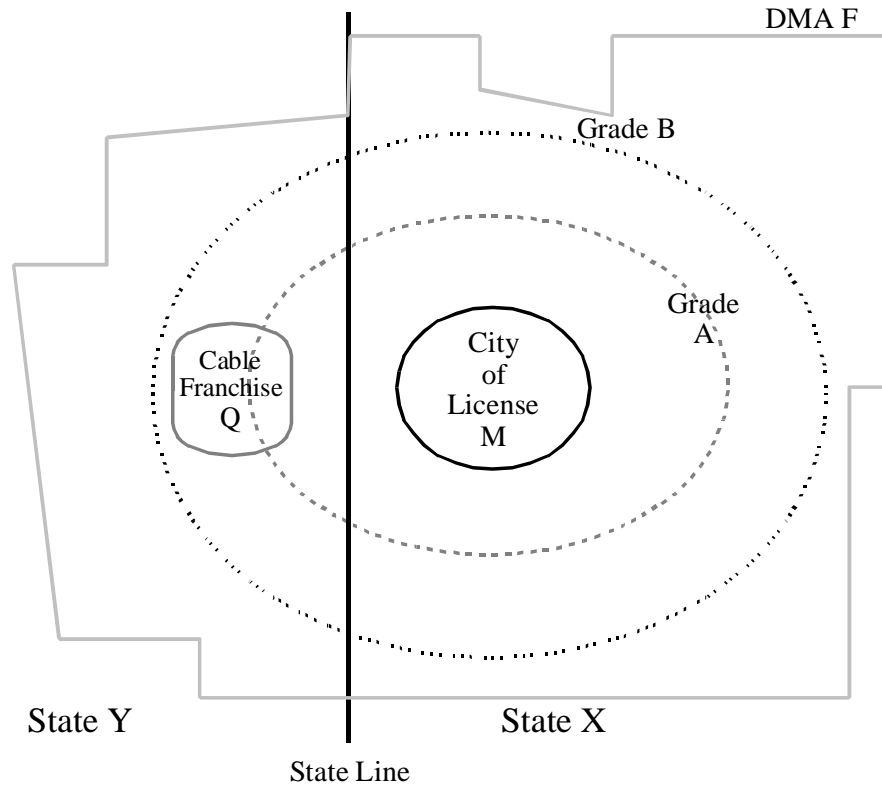 DMA F
Grade B
Grade
A
Cable
Franchise
Q
City
of
License
M
State Y
State X
State Line